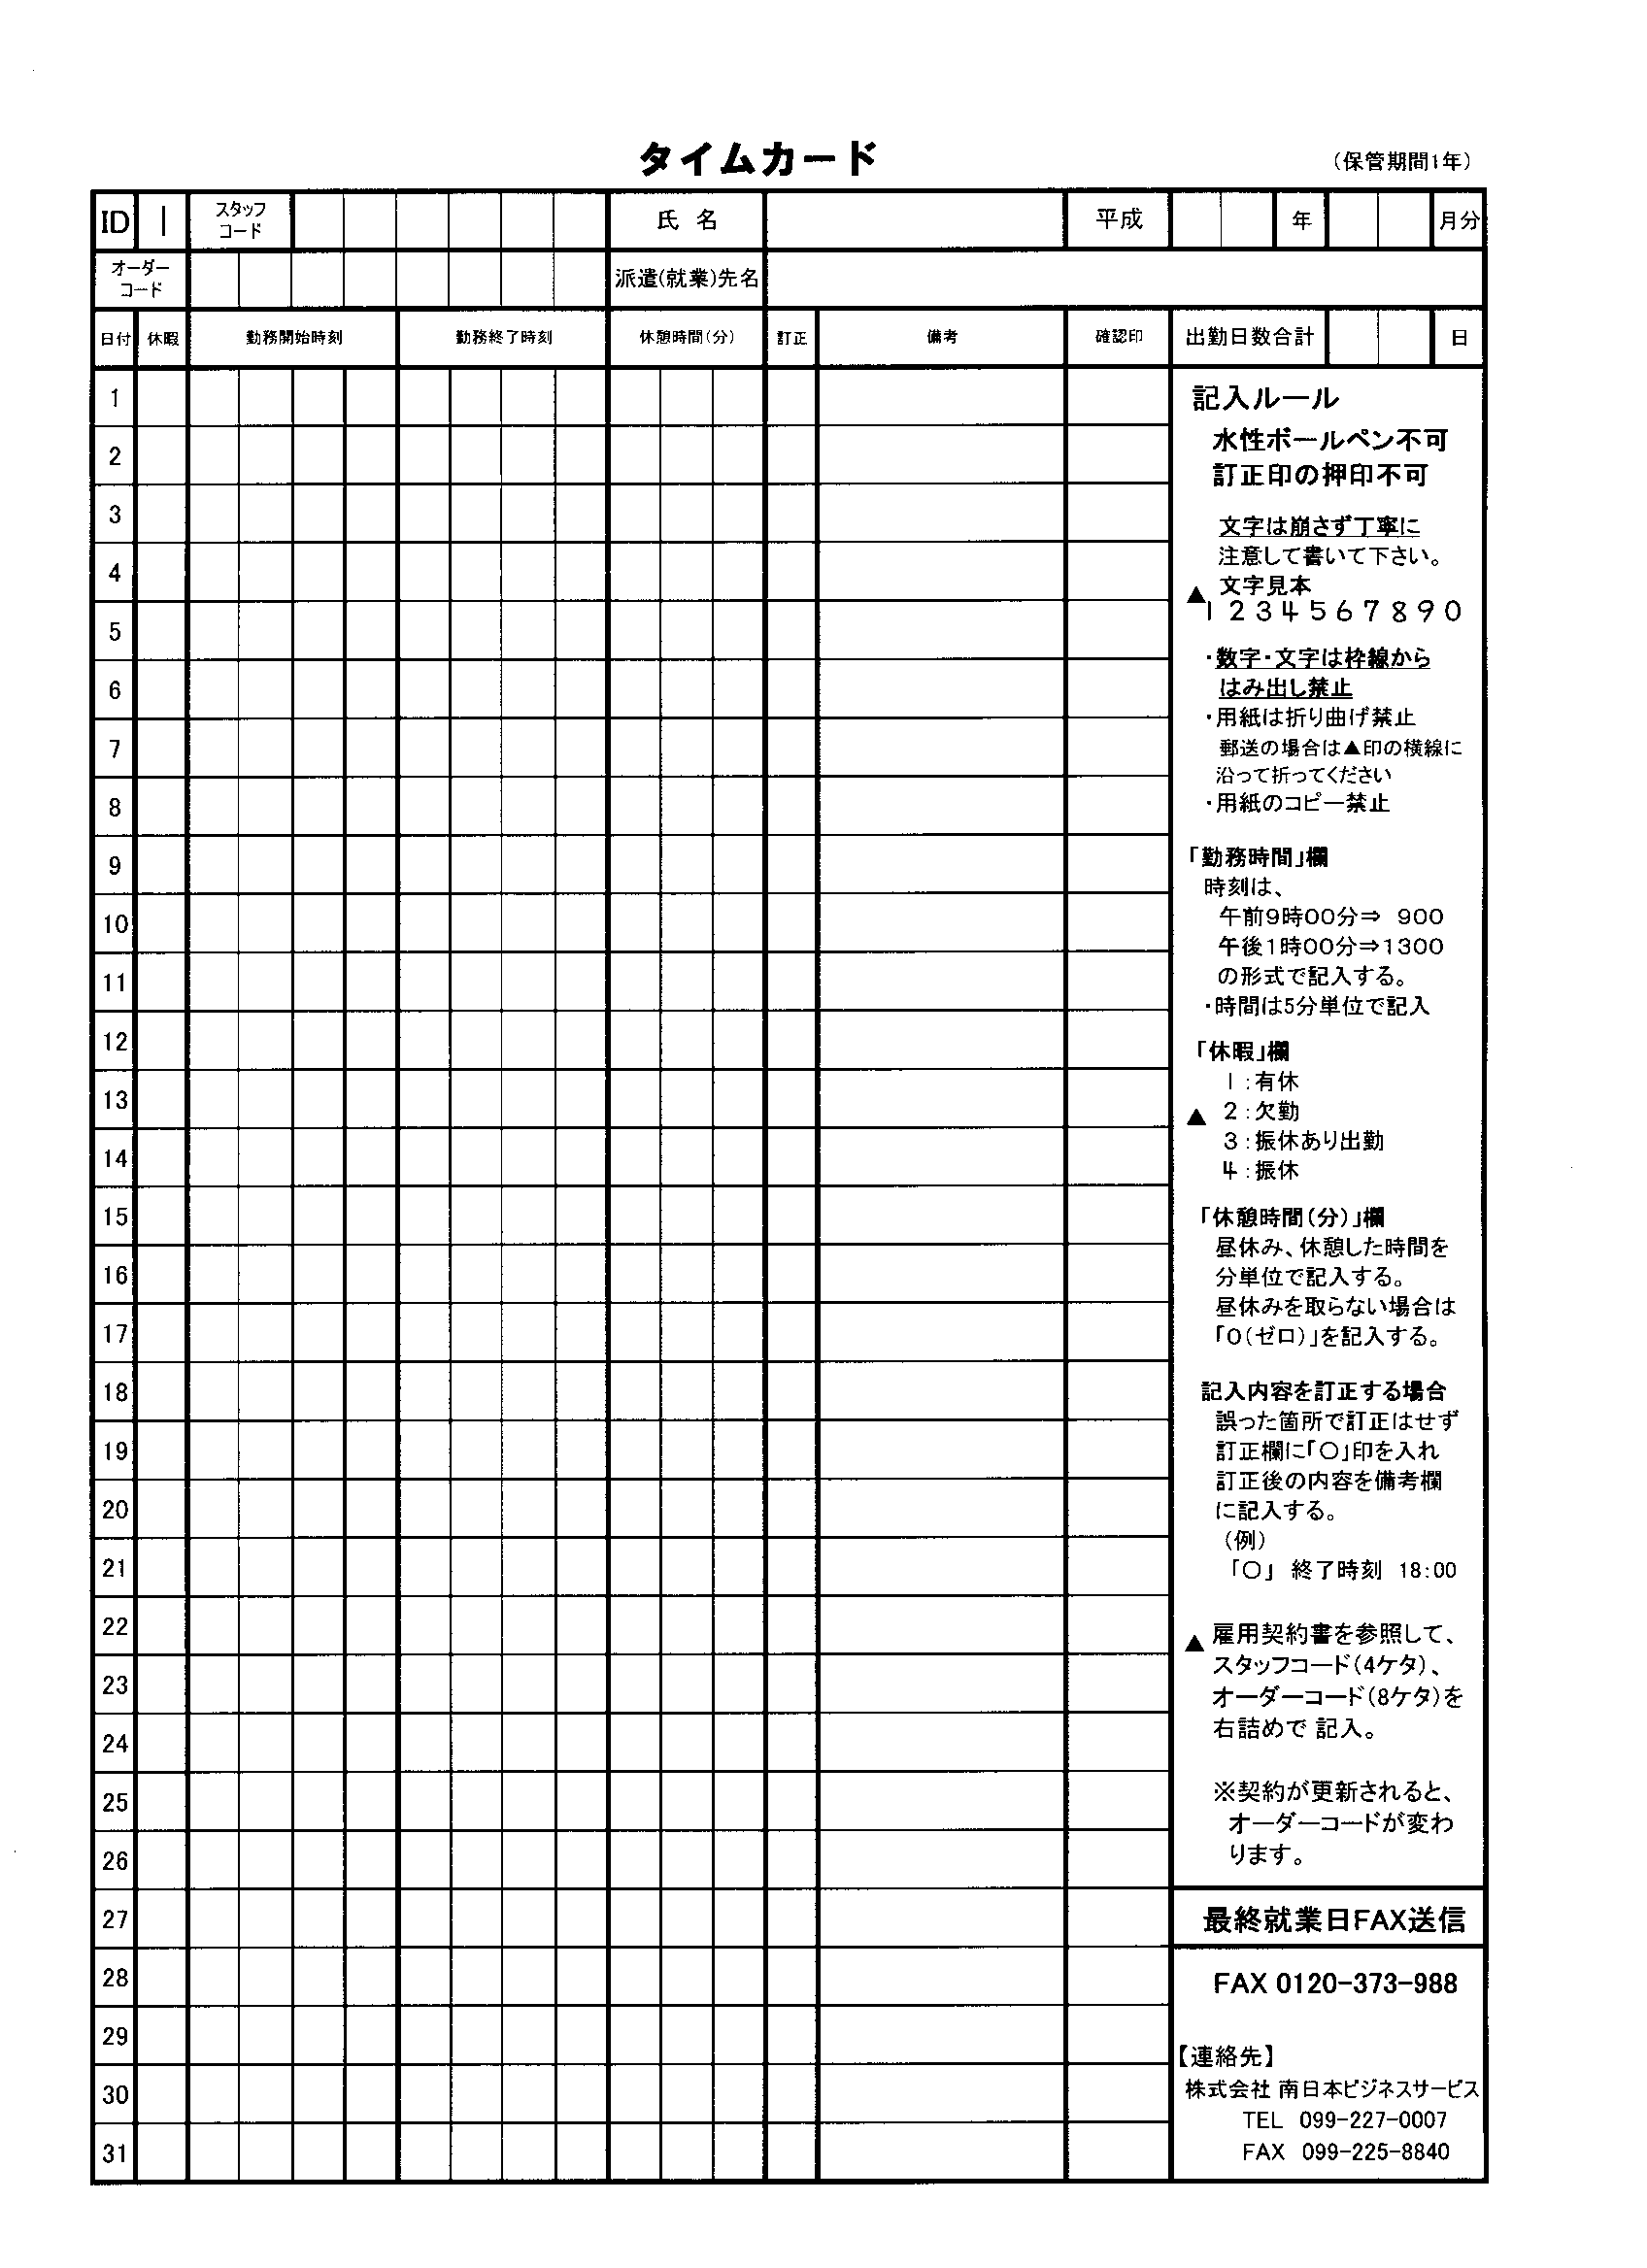 タイムカード
（保管期間1年）
ID 1 スタッフコード 氏 名 平成 年 月分
オーダーコード 派遣(就業)先名
日付 休暇 勤務開始時刻 勤務終了時刻 休憩時間(分) 訂正 備考 確認印 出勤日数合計 日
1
2
3
4
5
6
7
8
9
10
11
12
13
14
15
16
17
18
19
20
21
22
23
24
25
26
27
28
29
30
31
記入ルール
水性ボールペン不可
訂正印の押印不可
文字は崩さず丁寧に
注意して書いて下さい。
▲ 文字見本
1 2 3 4 5 6 7 8 9 0
・数字・文字は枠線から
はみ出し禁止
・用紙は折り曲げ禁止
郵送の場合は▲印の横線に
沿って折ってください
・用紙のコピー禁止
「勤務時間」欄
時刻は、
午前9時00分⇒ 900
午後1時00分⇒1300
の形式で記入する。
・時間は5分単位で記入
「休暇」欄
1：有休
▲ 2：欠勤
3：振休あり出勤
4：振休
「休憩時間(分)」欄
昼休み、休憩した時間を
分単位で記入する。
昼休みを取らない場合は
「0(ゼロ)」を記入する。
記入内容を訂正する場合
誤った箇所で訂正はせず
訂正欄に「〇」印を入れ
訂正後の内容を備考欄
に記入する。
（例）
「〇」 終了時刻 18:00
▲ 雇用契約書を参照して、
スタッフコード(4ケタ)、
オーダーコード(8ケタ)を
右詰めで 記入。
※契約が更新されると、
オーダーコードが変わ
ります。
最終就業日FAX送信
FAX 0120-373-988
【連絡先】
株式会社 南日本ビジネスサービス
TEL 099-227-0007
FAX 099-225-8840